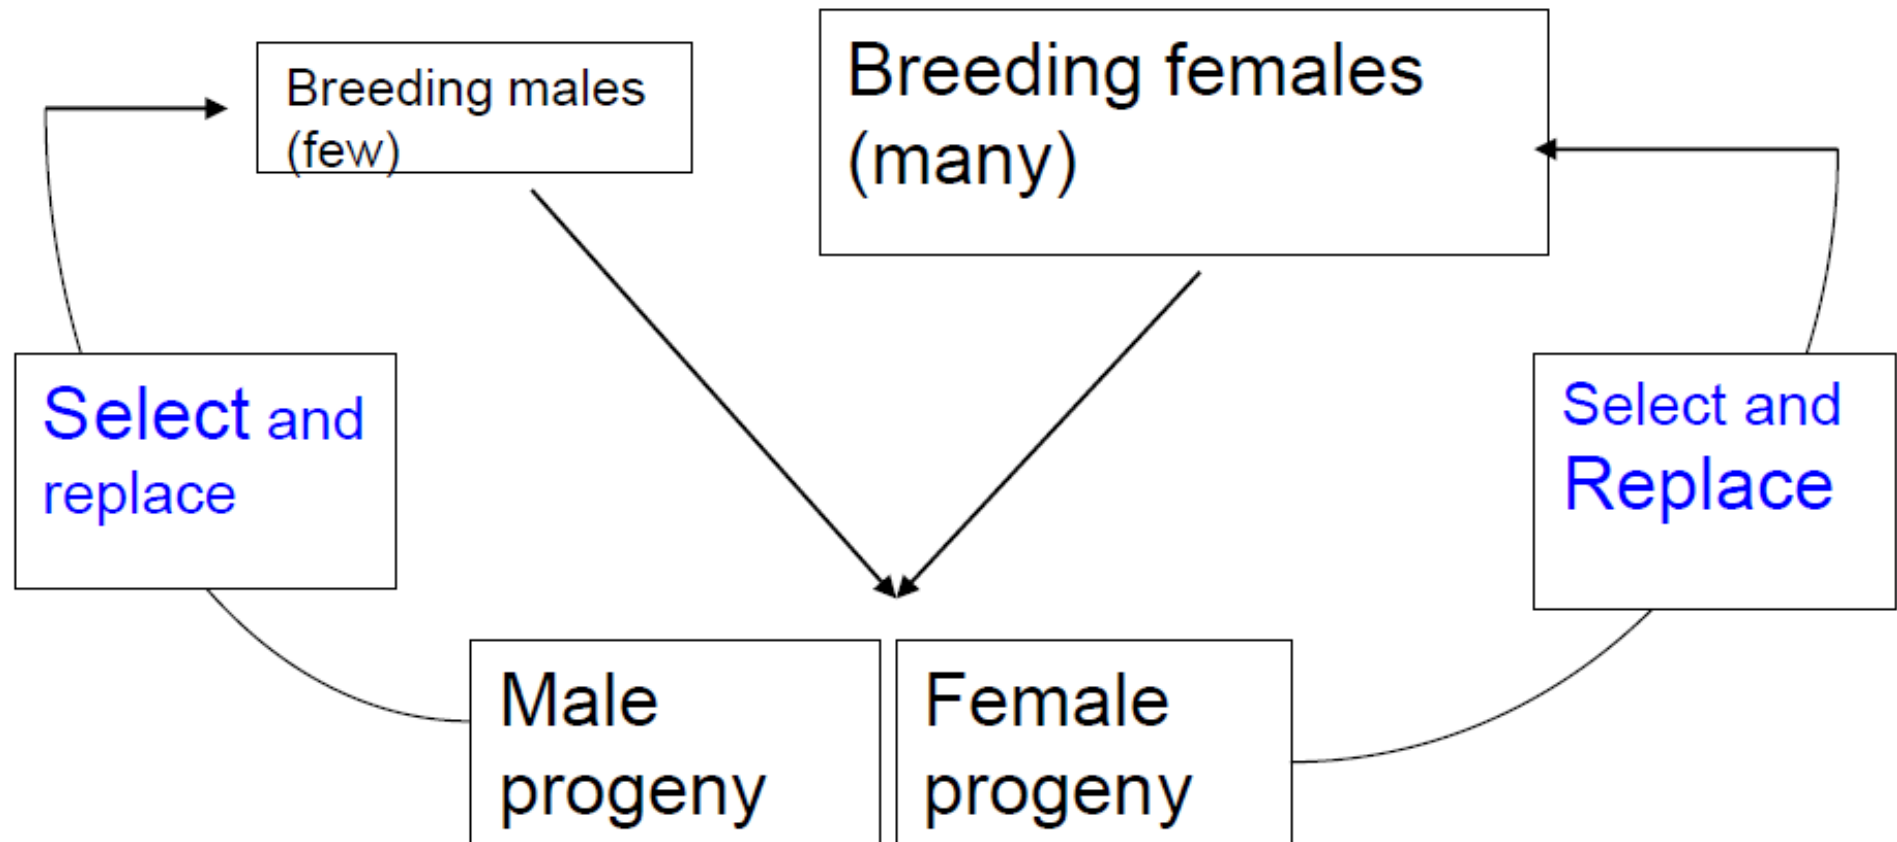 Breeding males
(few)
Breeding females
(many)
Select and
replace
Select and
Replace
Male
progeny
Female
progeny